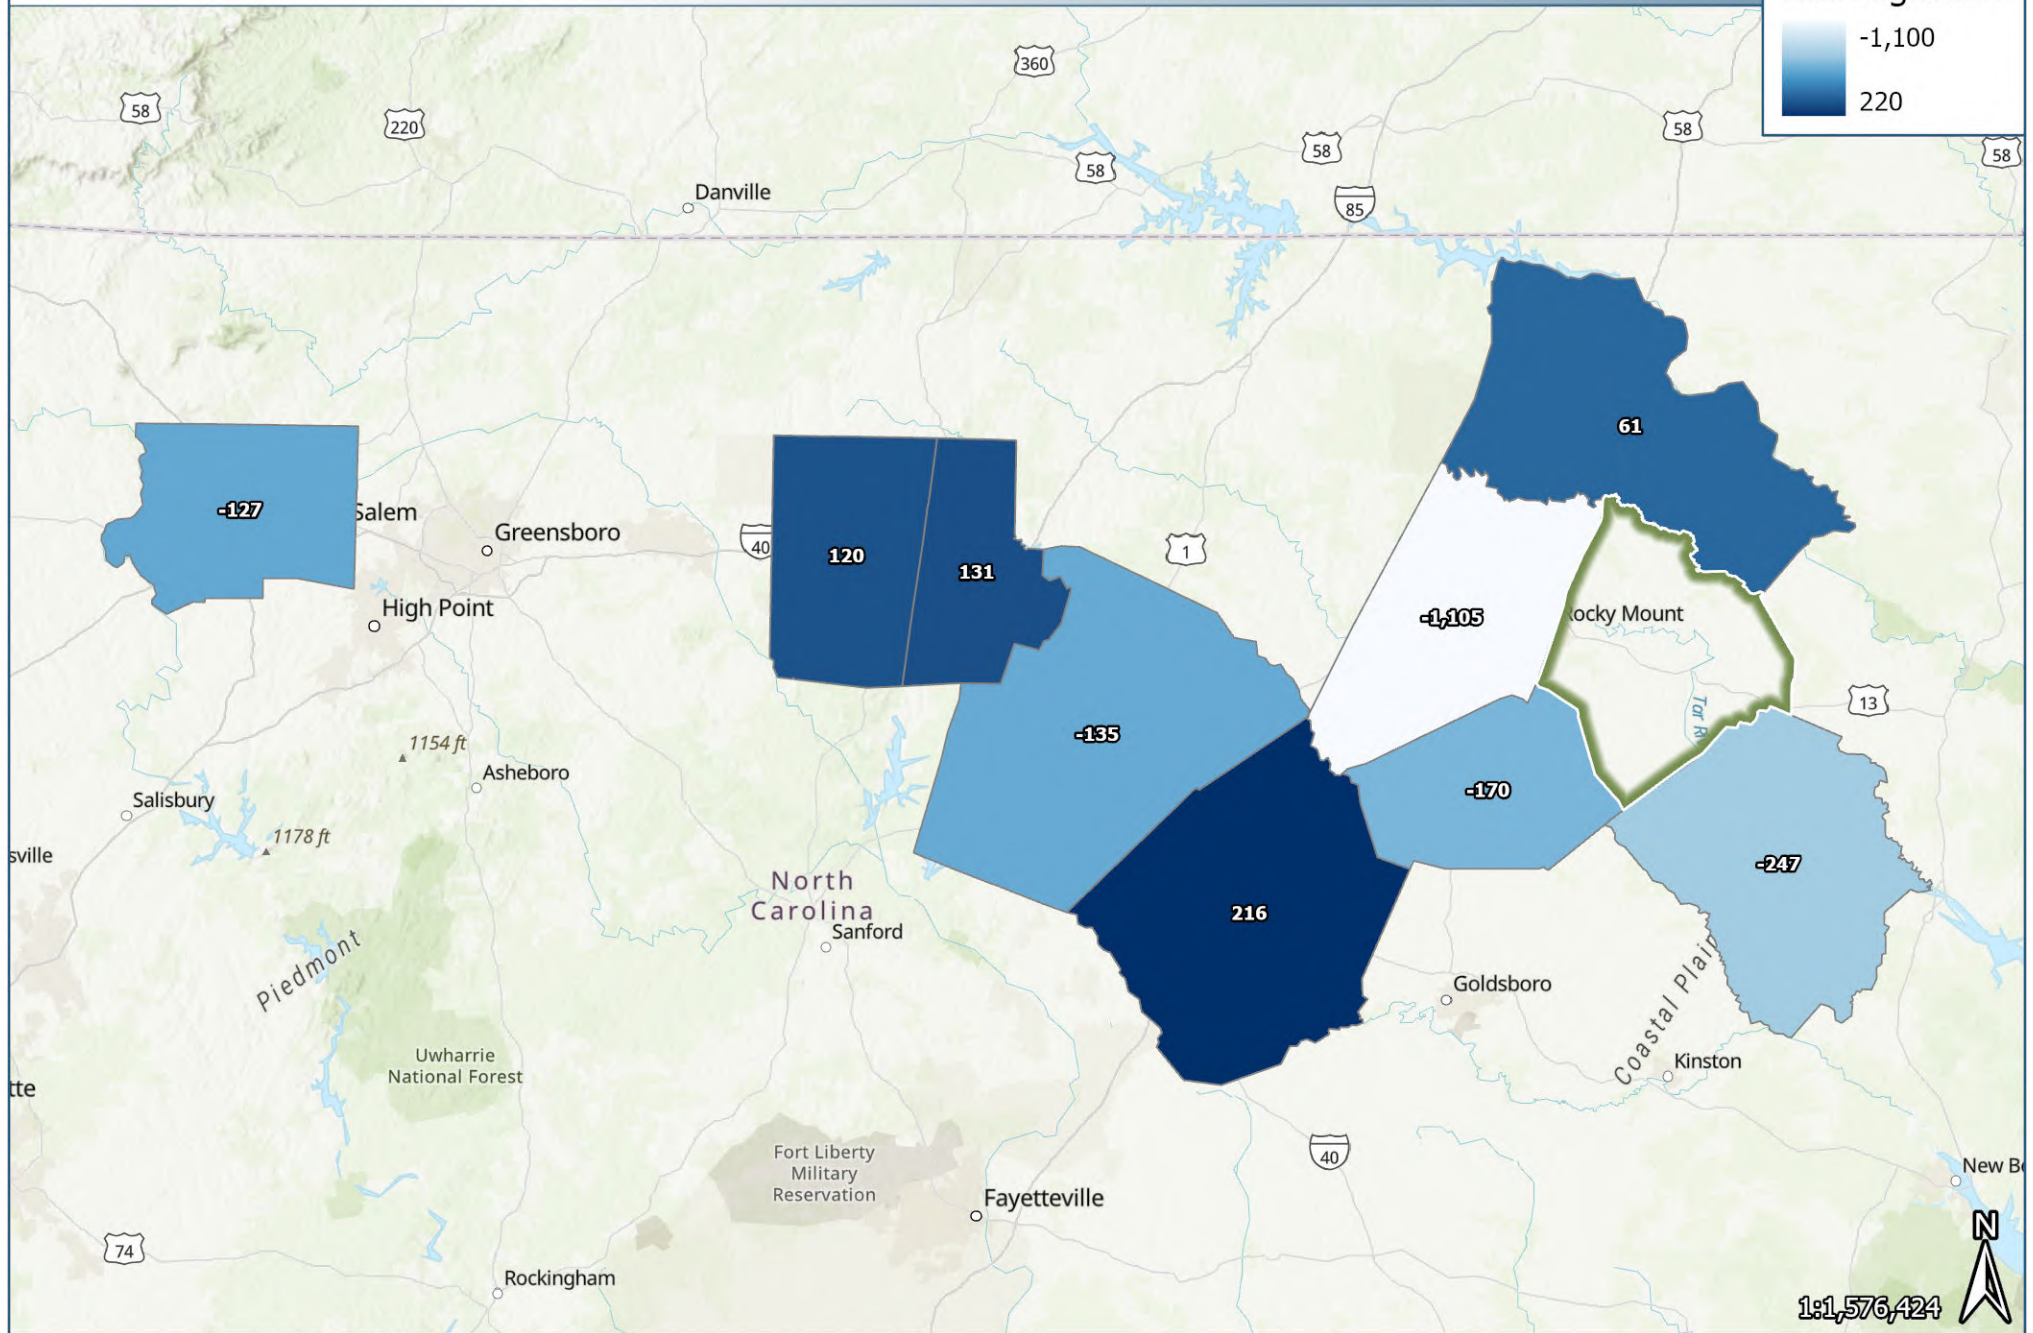 -1,100
220
360
58
220
58
58
58
58
Danville
85
61
-127
Salem
Greensboro
40
120
131
1
High Point
-1,105
Rocky Mount
13
Tar Ri
-135
1154 ft
Asheboro
-170
Salisbury
1178 ft
sville
-247
North
Carolina
Sanford
216
Piedmont
Goldsboro
Coastal Plain
Uwharrie
National Forest
Kinston
tte
Fort Liberty
Military
Reservation
40
New Be
Fayetteville
N
74
Rockingham
1:1,576,424